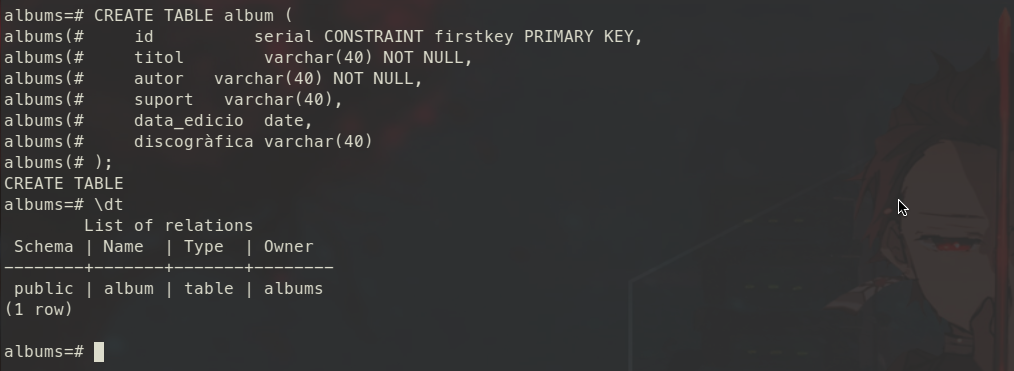 albums=# CREATE TABLE album (
albums(#     id          serial CONSTRAINT firstkey PRIMARY KEY,
albums(#     titol        varchar(40) NOT NULL,
albums(#     autor   varchar(40) NOT NULL,
albums(#     suport   varchar(40),
albums(#     data_edicio  date,
albums(#     discogràfica varchar(40)
albums(# );
CREATE TABLE
albums=# \dt
        List of relations
 Schema | Name  | Type  | Owner
--------+-------+-------+--------
 public | album | table | albums
(1 row)
albums=#